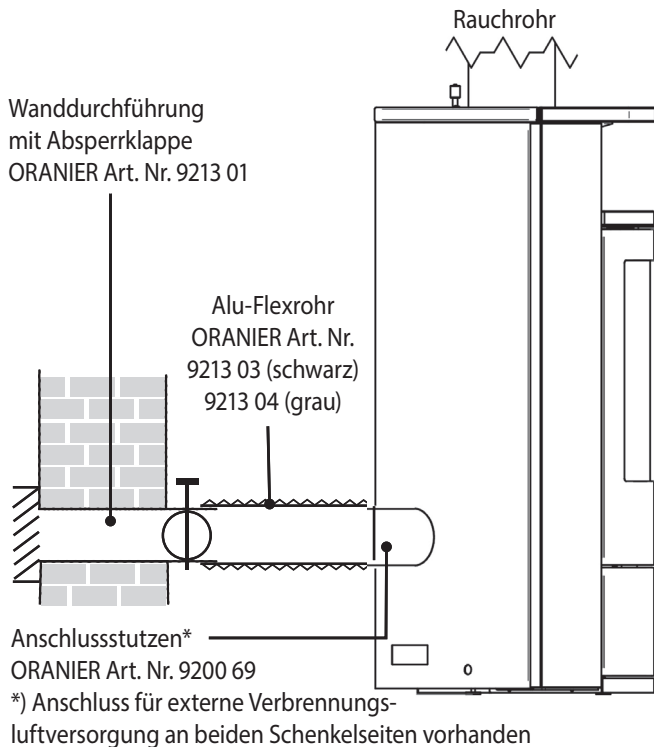 Rauchrohr
Wanddurchführung
mit Absperrklappe
ORANIER Art. Nr. 9213 01
Alu-Flexrohr
ORANIER Art. Nr.
9213 03 (schwarz)
9213 04 (grau)
Anschlussstutzen*
ORANIER Art. Nr. 9200 69
*) Anschluss für externe Verbrennungs-
luftversorgung an beiden Schenkelseiten vorhanden